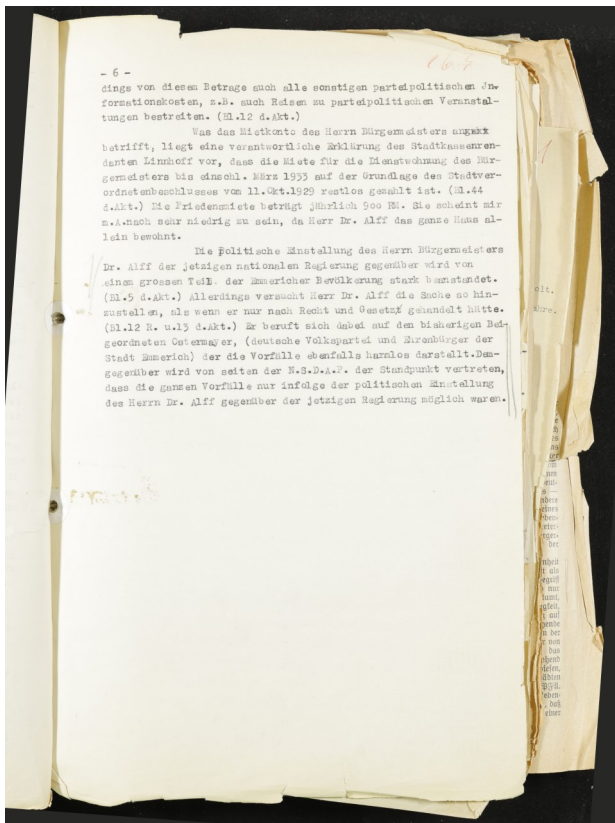 - 6 -
dings von diesem Betrage auch alle sonstigen parteipolitischen Jn-
formationskosten, z.B. auch Reisen zu parteipolitischen Veranstal-
tungen bestreiten. (Bl.12 d.Akt.)
Was das Mietkonto des Herrn Bürgermeisters
betrifft, liegt eine verantwortliche Erklärung des Stadtkassenren-
danten Linnhoff vor, dass die Miete für die Dienstwohnung des Bür-
germeisters bis einschl. März 1933 auf der Grundlage des Stadtver-
ordnetenbeschlusses vom 11.Okt.1929 restlos gezahlt ist. (Bl.44
d.Akt.) Die Friedensmiete beträgt jährlich 900 RM. Sie scheint mir
m.A.nach sehr niedrig zu sein, da Herr Dr. Alff das ganze Haus al-
lein bewohnt.
Die Politische Einstellung des Herrn Bürgermeisters
Dr. Alff der jetzigen nationalen Regierung gegenüber wird von
einem grossen Teil der Emmericher Bevölkerung stark beanstandet.
(Bl.5 d.Akt.) Allerdings versucht Herr Dr. Alff die Sache so hin-
zustellen, als wenn er nur nach Recht und Gesetz gehandelt hätte.
(Bl.12 R. u.13 d.Akt.) Er beruft sich dabei auf den bisherigen Bei-
geordneten Ostermayer, (deutsche Volkspartei und Ehrenbürger der
Stadt Emmerich) der die Vorfälle ebenfalls harmlos darstellt.Dem-
gegenüber wird von seiten der N.S.D.A.P. der Standpunkt vertreten,
dass die ganzen Vorfälle nur infolge der politischen Einstellung
des Herrn Dr. Alff gegenüber der jetzigen Regierung möglich waren.